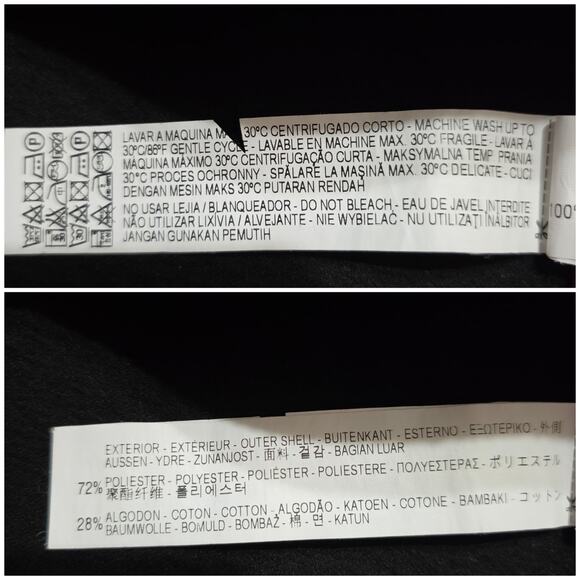 LAVAR A MAQUINA 30ºC CENTRIFUGADO CORTO - MACHINE WASH UP TO
30ºC/86ºF GENTLE CYCLE - LAVABLE EN MACHINE MAX. 30ºC FRAGILE - LAVAR À
MÁQUINA MÁXIMO 30ºC CENTRIFUGAÇÃO CURTA - MAKSYMALNA TEMP PRANIA
30°C PROCES OCHRONNY - SPĂLARE LA MAŞINĂ MAX. 30ºC DELICATE - CUCI
DENGAN MESIN MAKS 30ºC PUTARAN RENDAH
NO USAR LEJIA / BLANQUEADOR - DO NOT BLEACH - EAU DE JAVEL INTERDITE
NÃO UTILIZAR LIXÍVIA / ALVEJANTE - NIE WYBIELAC - NU UTILIZAŢI ÎNĂLBITOR
JANGAN GUNAKAN PEMUTIH
100%
EXTERIOR - EXTÉRIEUR - OUTER SHELL - BUITENKANT - ESTERNO - ΕΞΩΤΕΡΙΚΟ - 外側
AUSSEN - YDRE - ZUNANJOST - 面料 - 겉감 - BAGIAN LUAR
72% POLIESTER - POLYESTER - POLIÉSTER - POLIESTERE - ΠΟΛΥΕΣΤΕΡΑΣ - ポリエステル
聚酯纤维 - 폴리에스터
28% ALGODON - COTON - COTTON - ALGODÃO - KATOEN - COTONE - BAMBAKI - コットン
BAUMWOLLE - BOMULD - BOMBAŽ - 棉 - 면 - KATUN